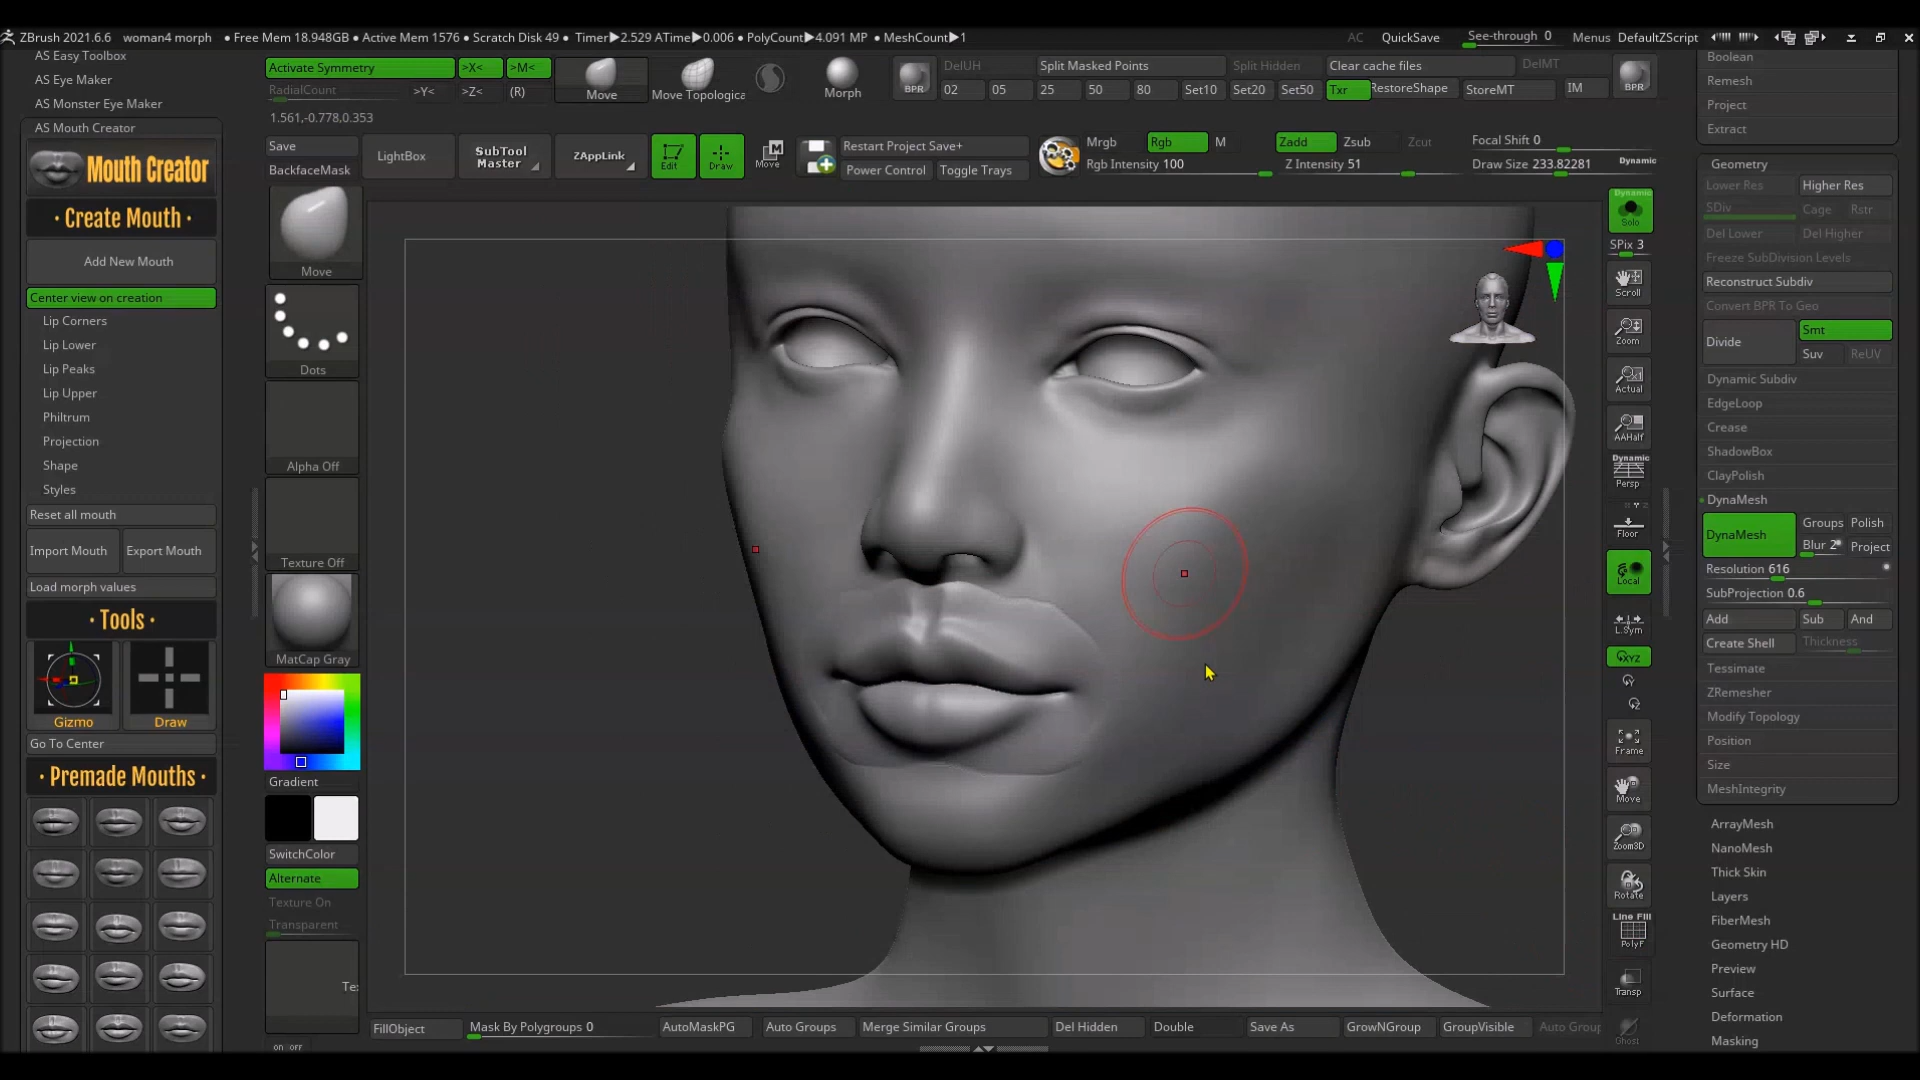 ZBrush 2021.6.6 woman4 morph • Free Mem 18.948GB • Active Mem 1576 • Scratch Disk 49 • Timer▶2.529 ATime▶0.006 • PolyCount▶4.091 MP • MeshCount▶1 AC QuickSave See-through 0 Menus DefaultZScript
AS Easy Toolbox
AS Eye Maker
AS Monster Eye Maker
AS Mouth Creator
Mouth Creator
· Create Mouth ·
Add New Mouth
Center view on creation
Lip Corners
Lip Lower
Lip Peaks
Lip Upper
Philtrum
Projection
Shape
Styles
Reset all mouth
Import Mouth Export Mouth
Load morph values
· Tools ·
Gizmo Draw
Go To Center
· Premade Mouths ·
Activate Symmetry >X< >M<
RadialCount >Y< >Z< (R)
Move Move Topologica Morph BPR
DelUH Split Masked Points Split Hidden Clear cache files DelMT
02 05 25 50 80 Set10 Set20 Set50 Txr RestoreShape StoreMT IM BPR
1.561,-0.778,0.353
Save
BackfaceMask
LightBox
SubTool
Master
ZAppLink
Edit Draw Move
Restart Project Save+
Power Control Toggle Trays
Mrgb Rgb M
Rgb Intensity 100
Zadd Zsub Zcut
Z Intensity 51
Focal Shift 0
Draw Size 233.82281 Dynamic
Move
Dots
Alpha Off
Texture Off
MatCap Gray
Gradient
SwitchColor
Alternate
Texture On
Transparent
Te:
on off
FillObject Mask By Polygroups 0 AutoMaskPG Auto Groups Merge Similar Groups Del Hidden Double Save As GrowNGroup GroupVisible Auto Group
Dynamic
Solo
SPix 3
Scroll
Zoom
Actual
AAHalf
Dynamic
Persp
Floor
Local
L.Sym
XYZ
Frame
Move
Zoom3D
Rotate
Line Fill
PolyF
Transp
Ghost
Boolean
Remesh
Project
Extract
Geometry
Lower Res Higher Res
SDiv Cage Rstr
Del Lower Del Higher
Freeze SubDivision Levels
Reconstruct Subdiv
Convert BPR To Geo
Divide Smt
Suv ReUV
Dynamic Subdiv
EdgeLoop
Crease
ShadowBox
ClayPolish
DynaMesh
DynaMesh Groups Polish
Blur 2 Project
Resolution 616
SubProjection 0.6
Add Sub And
Create Shell Thickness
Tessimate
ZRemesher
Modify Topology
Position
Size
MeshIntegrity
ArrayMesh
NanoMesh
Thick Skin
Layers
FiberMesh
Geometry HD
Preview
Surface
Deformation
Masking